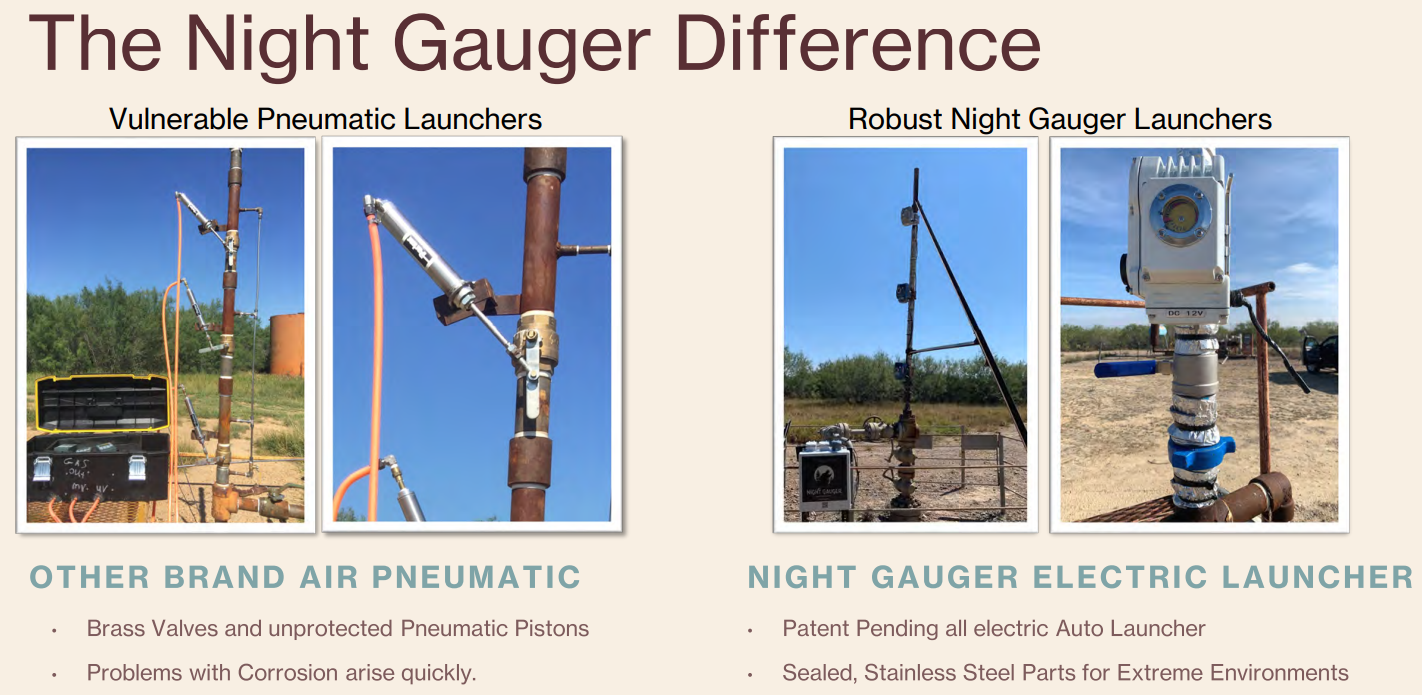 The Night Gauger Difference
Vulnerable Pneumatic Launchers
Robust Night Gauger Launchers
GAS
OUT
DC 12V
NIGHT GAUGER
OTHER BRAND AIR PNEUMATIC
• Brass Valves and unprotected Pneumatic Pistons
• Problems with Corrosion arise quickly.
NIGHT GAUGER ELECTRIC LAUNCHER
• Patent Pending all electric Auto Launcher
• Sealed, Stainless Steel Parts for Extreme Environments